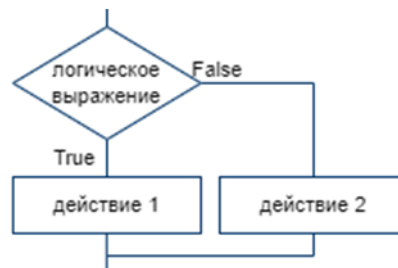 логическое
выражение
False
True
действие 1
действие 2